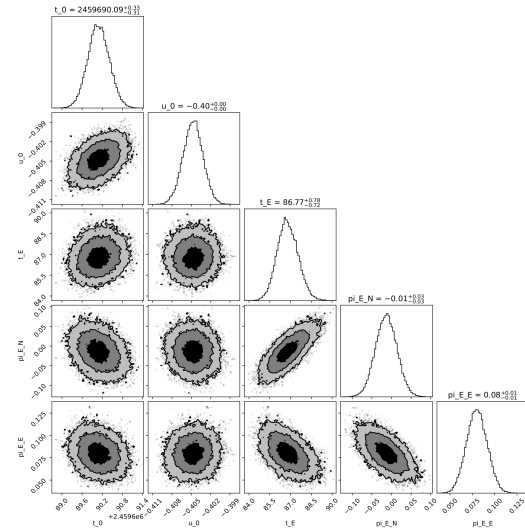 t_0 = 2459690.09+0.33−0.31
−0.399
−0.402
−0.405
−0.408
−0.411
u_0
u_0 = −0.40+0.00−0.00
90.0
88.5
87.0
85.5
84.0
t_E
t_E = 86.77+0.78−0.72
0.10
0.05
0.00
−0.05
−0.10
pi_E_N
pi_E_N = −0.01+0.03−0.03
0.125
0.100
0.075
0.050
pi_E_E
pi_E_E = 0.08+0.01−0.01
89.0 89.6 90.2 90.8 91.4
+2.4596e6
t_0
−0.411 −0.408 −0.405 −0.402 −0.399
u_0
84.0 85.5 87.0 88.5 90.0
t_E
−0.10 −0.05 0.00 0.05 0.10
pi_E_N
0.050 0.075 0.100 0.125
pi_E_E